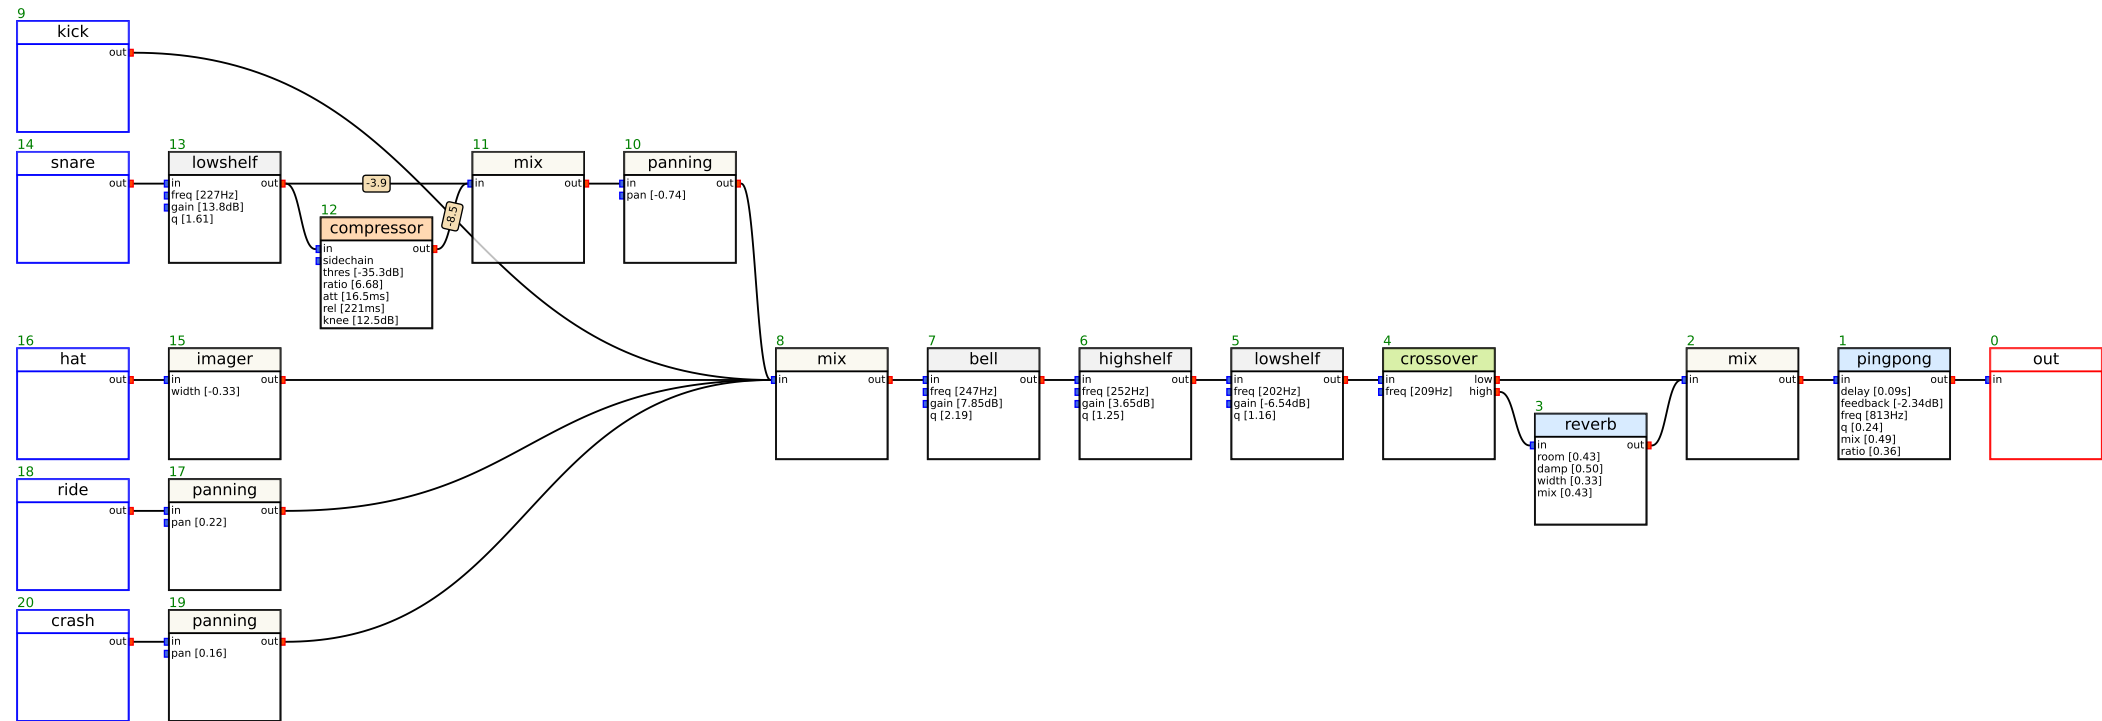 9
kick
out
14
snare
out
13
lowshelf
in out
freq [227Hz]
gain [13.8dB]
q [1.61]
-3.9
12
compressor
in out
sidechain
thres [-35.3dB]
ratio [6.68]
att [16.5ms]
rel [221ms]
knee [12.5dB]
-8.5
11
mix
in out
10
panning
in out
pan [-0.74]
16
hat
out
15
imager
in out
width [-0.33]
18
ride
out
17
panning
in out
pan [0.22]
20
crash
out
19
panning
in out
pan [0.16]
8
mix
in out
7
bell
in out
freq [247Hz]
gain [7.85dB]
q [2.19]
6
highshelf
in out
freq [252Hz]
gain [3.65dB]
q [1.25]
5
lowshelf
in out
freq [202Hz]
gain [-6.54dB]
q [1.16]
4
crossover
in low
freq [209Hz] high
3
reverb
in out
room [0.43]
damp [0.50]
width [0.33]
mix [0.43]
2
mix
in out
1
pingpong
in out
delay [0.09s]
feedback [-2.34dB]
freq [813Hz]
q [0.24]
mix [0.49]
ratio [0.36]
0
out
in